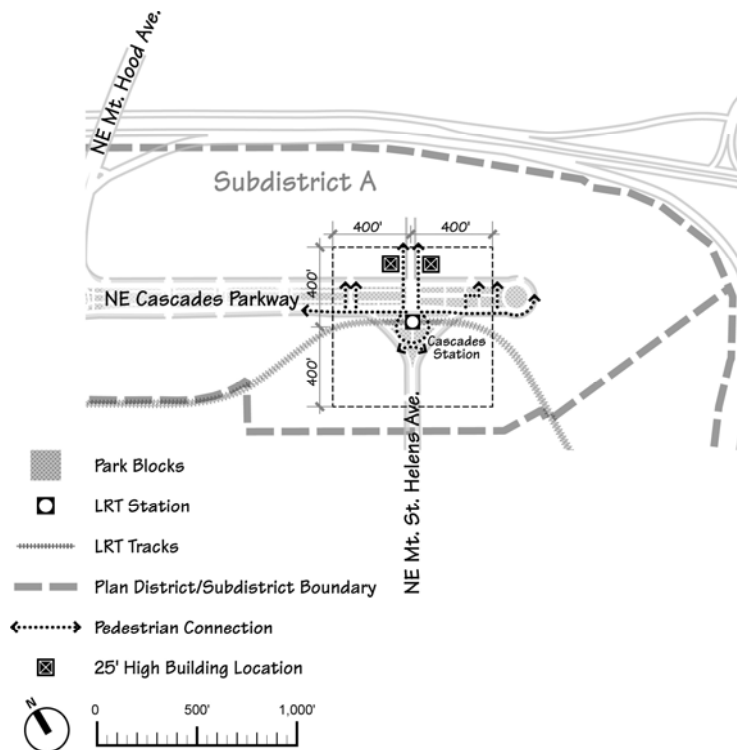 NE Mt. Hood Ave.
Subdistrict A
400' 400'
400'
NE Cascades Parkway
Cascades
Station
400'
NE Mt. St. Helens Ave.
Park Blocks
LRT Station
LRT Tracks
Plan District/Subdistrict Boundary
Pedestrian Connection
25' High Building Location
N
0 500' 1,000'